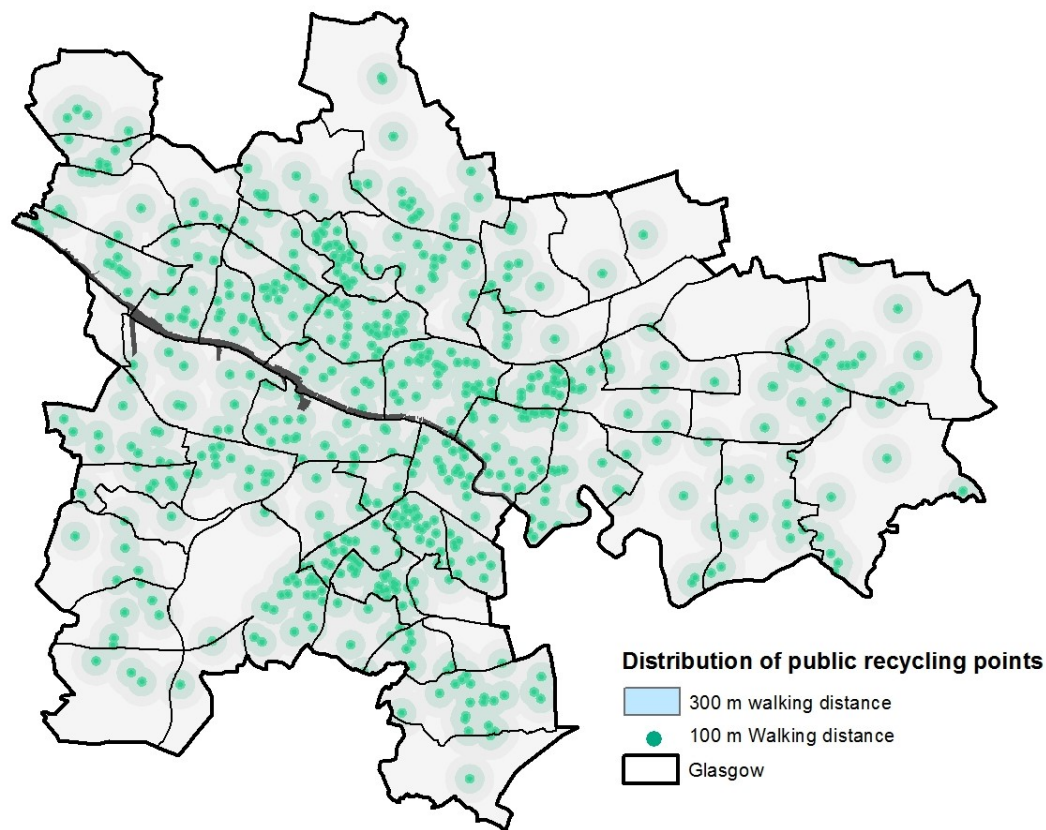 Distribution of public recycling points
300 m walking distance
100 m Walking distance
Glasgow